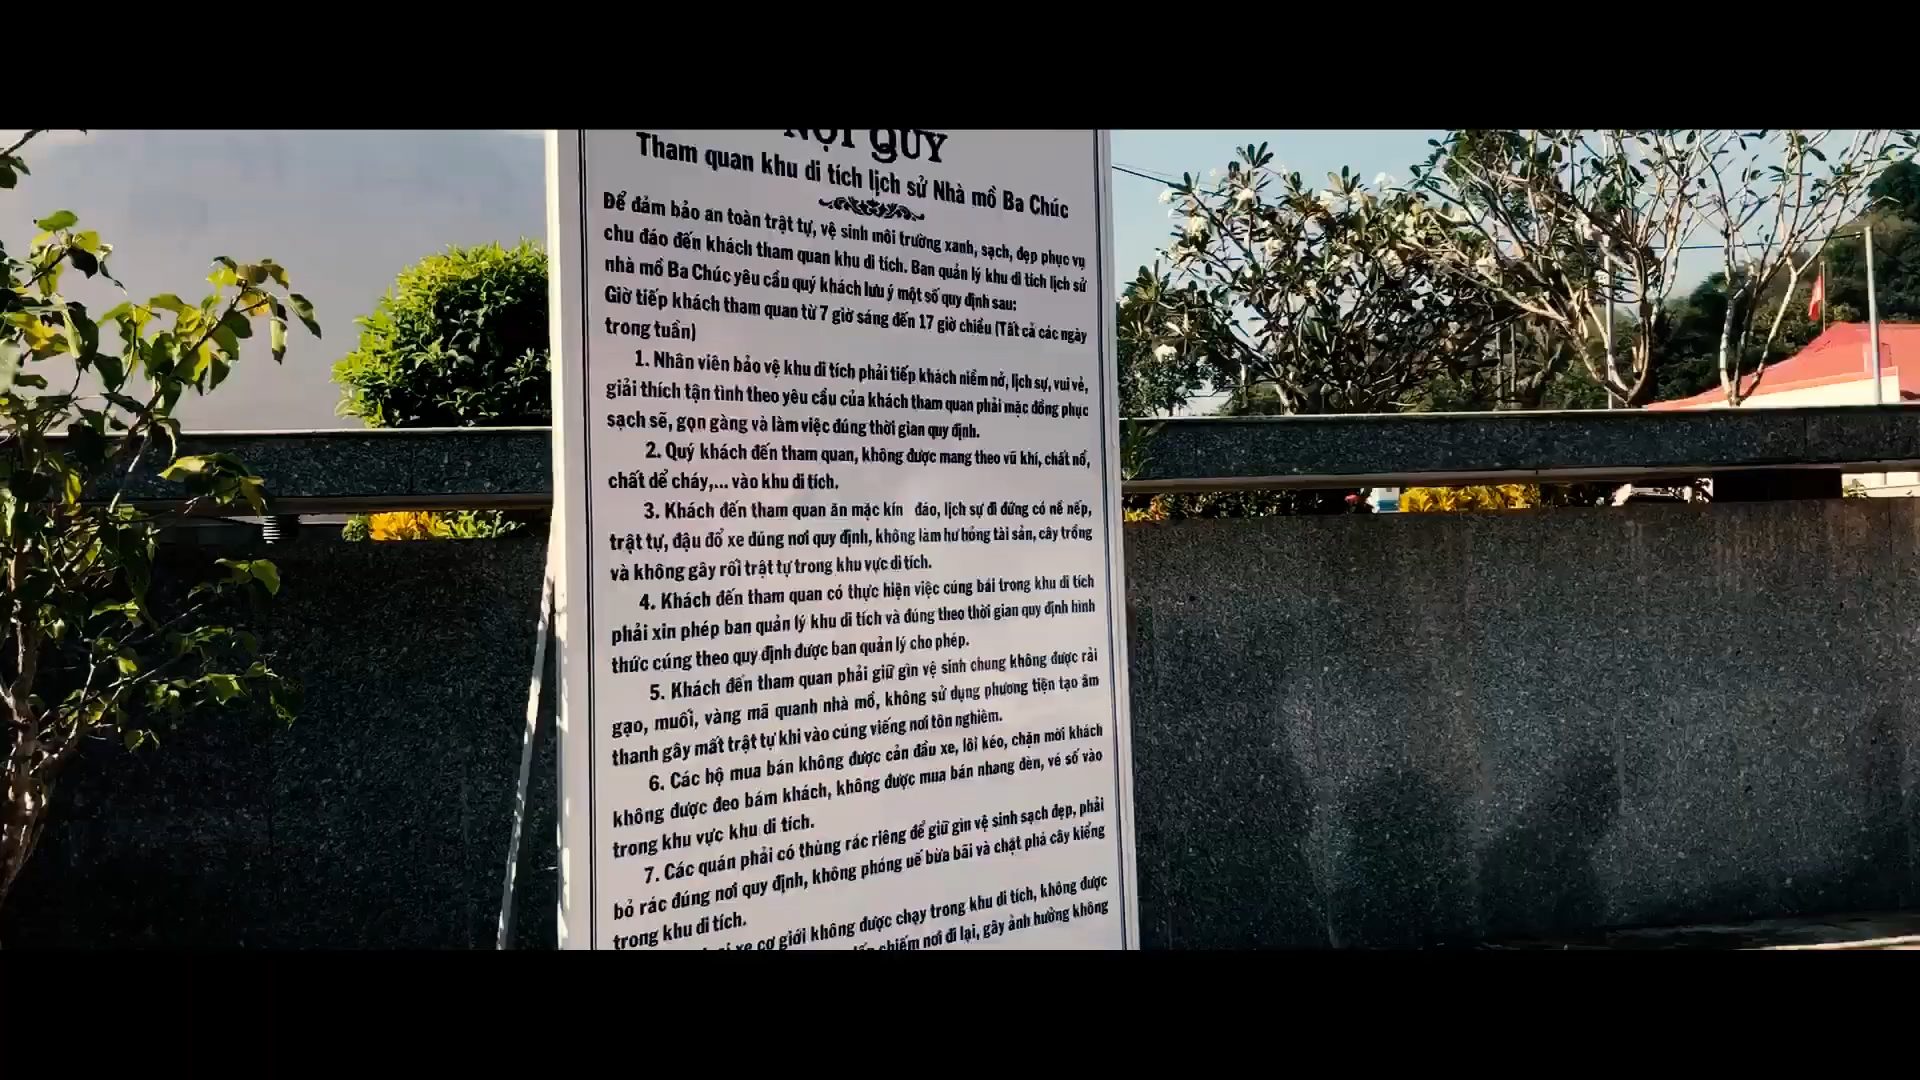 NỘI QUY
Tham quan khu di tích lịch sử Nhà mồ Ba Chúc
Để đảm bảo an toàn trật tự, vệ sinh môi trường xanh, sạch, đẹp phục vụ
chu đáo đến khách tham quan khu di tích. Ban quản lý khu di tích lịch sử
nhà mồ Ba Chúc yêu cầu quý khách lưu ý một số quy định sau:
Giờ tiếp khách tham quan từ 7 giờ sáng đến 17 giờ chiều (Tất cả các ngày
trong tuần)
1. Nhân viên bảo vệ khu di tích phải tiếp khách niềm nở, lịch sự, vui vẻ,
giải thích tận tình theo yêu cầu của khách tham quan phải mặc đồng phục
sạch sẽ, gọn gàng và làm việc đúng thời gian quy định.
2. Quý khách đến tham quan, không được mang theo vũ khí, chất nổ,
chất dể cháy,... vào khu di tích.
3. Khách đến tham quan ăn mặc kín đáo, lịch sự đi đứng có nề nếp,
trật tự, đậu đổ xe đúng nơi quy định, không làm hư hỏng tài sản, cây trồng
và không gây rối trật tự trong khu vực di tích.
4. Khách đến tham quan có thực hiện việc cúng bái trong khu di tích
phải xin phép ban quản lý khu di tích và đúng theo thời gian quy định hình
thức cúng theo quy định được ban quản lý cho phép.
5. Khách đến tham quan phải giữ gìn vệ sinh chung không được rải
gạo, muối, vàng mã quanh nhà mồ, không sử dụng phương tiện tạo âm
thanh gây mất trật tự khi vào cúng viếng nơi tôn nghiêm.
6. Các hộ mua bán không được cản đầu xe, lôi kéo, chặn mời khách
không được đeo bám khách, không được mua bán nhang đèn, vé số vào
trong khu vực khu di tích.
7. Các quán phải có thùng rác riêng để giữ gìn vệ sinh sạch đẹp, phải
bỏ rác đúng nơi quy định, không phóng uế bừa bãi và chặt phá cây kiểng
trong khu di tích.
xe cơ giới không được chạy trong khu di tích, không được
chiếm nơi đi lại, gây ảnh hưởng không